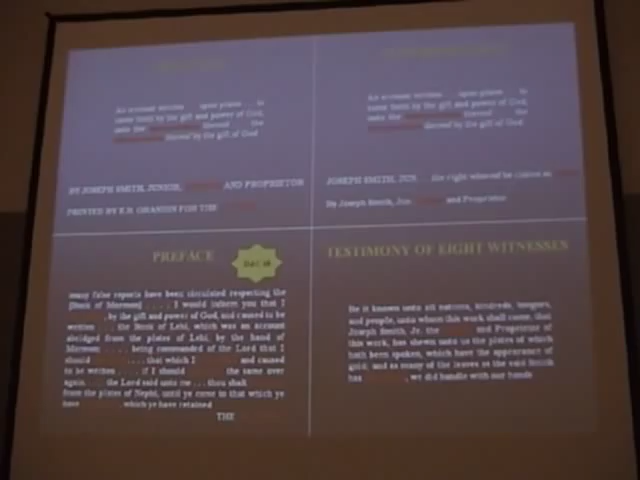 An account written upon plates . . to
come forth by the gift and power of God,
unto the thereof the
thereof by the gift of God
BY JOSEPH SMITH, JUNIOR, AND PROPRIETOR
PRINTED BY E.B. GRANDIN FOR THE
An account written upon plates . . to
come forth by the gift and power of God,
unto the thereof the
thereof by the gift of God
JOSEPH SMITH, JUN. . . . the right whereof he claims as
By Joseph Smith, Jun and Proprietor
PREFACE
many false reports have been circulated respecting the
[Book of Mormon] . . . . I would inform you that I
, by the gift and power of God, and caused to be
written . . . the Book of Lehi, which was an account
abridged from the plates of Lehi, by the hand of
Mormon . . . . being commanded of the Lord that I
should . . . . that which I and caused
to be written . . . . if I should the same over
again. . . . the Lord said unto me . . . thou shalt
from the plates of Nephi, until ye come to that which ye
have which ye have retained
THE
TESTIMONY OF EIGHT WITNESSES
Be it known unto all nations, kindreds, tongues,
and people, unto whom this work shall come, that
Joseph Smith, Jr. the and Proprietor of
this work, has shewn unto us the plates of which
hath been spoken, which have the appearance of
gold; and as many of the leaves as the said Smith
has , we did handle with our hands